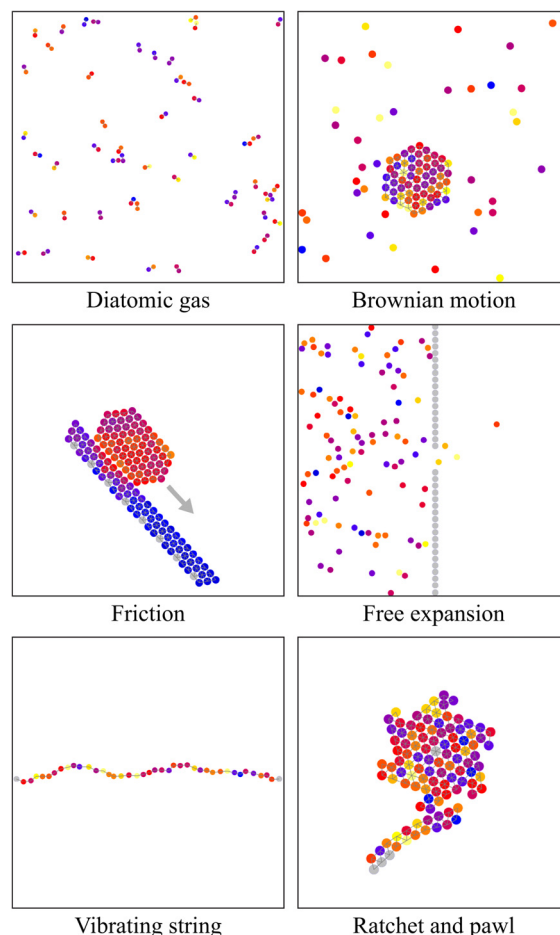 Diatomic gas
Brownian motion
Friction
Free expansion
Vibrating string
Ratchet and pawl